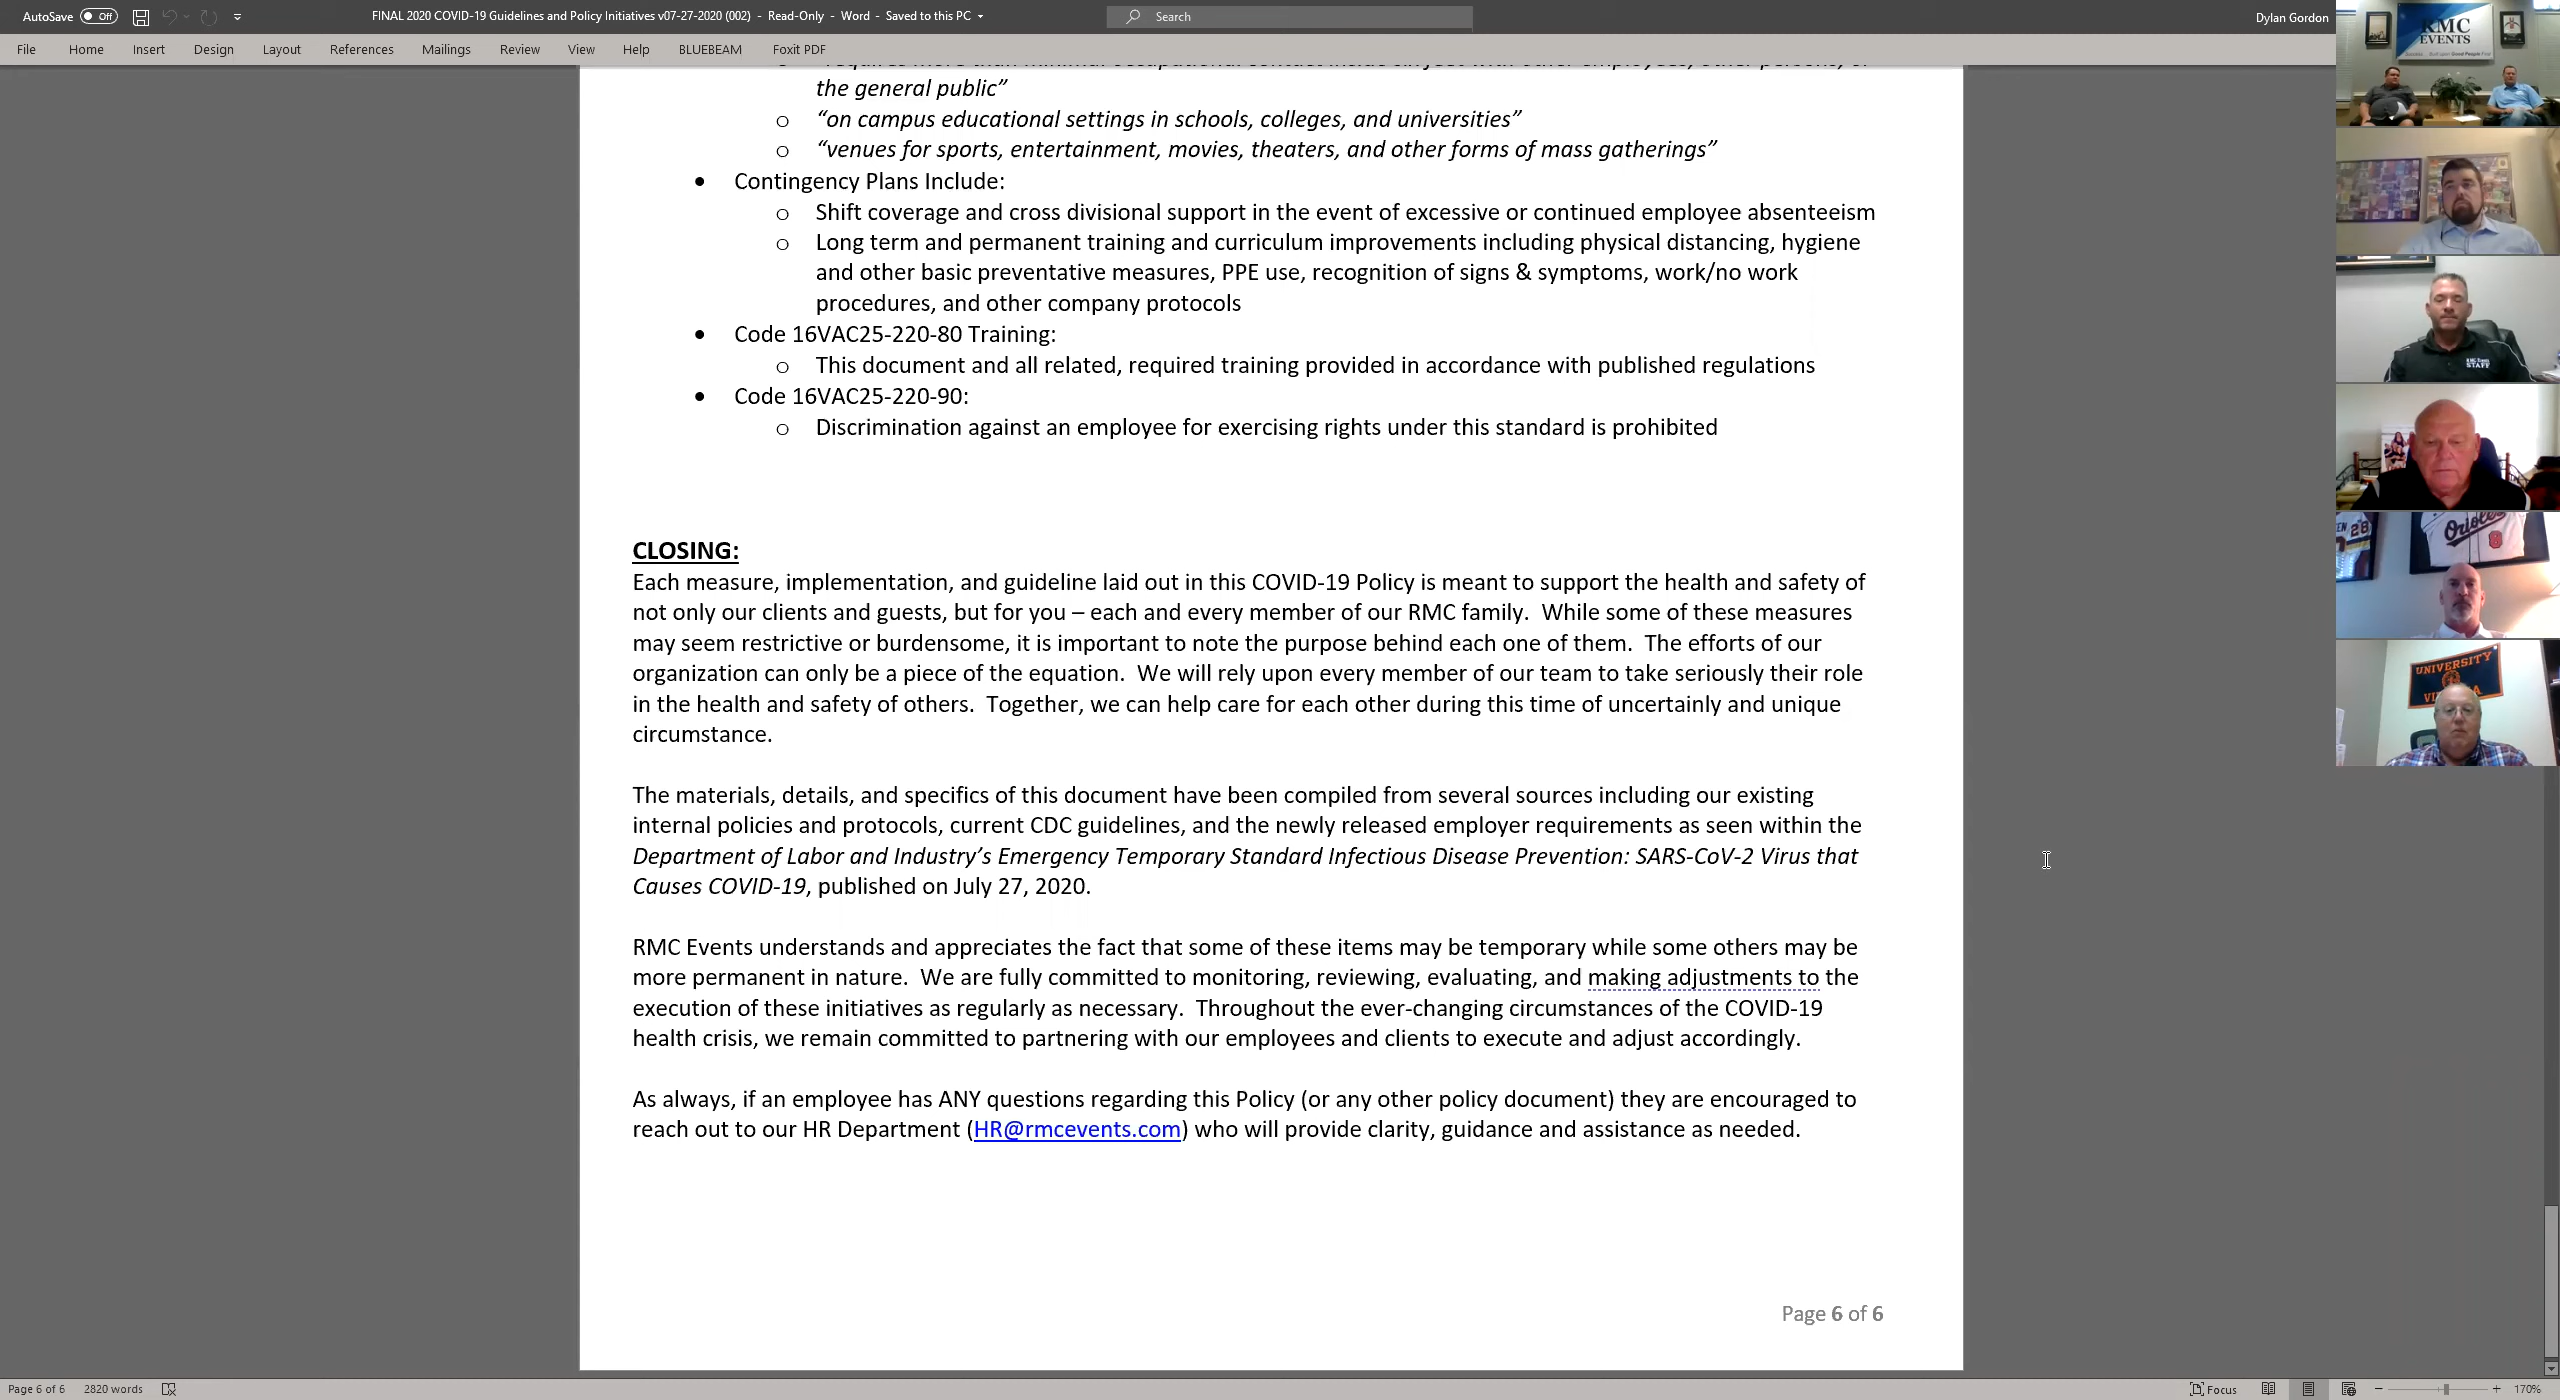 AutoSave Off FINAL 2020 COVID-19 Guidelines and Policy Initiatives v07-27-2020 (002) - Read-Only - Word - Saved to this PC Search Dylan Gordon
File Home Insert Design Layout References Mailings Review View Help BLUEBEAM Foxit PDF
o “requires more than minimal occupational contact inside six feet with other employees, other persons, or
the general public”
o “on campus educational settings in schools, colleges, and universities”
o “venues for sports, entertainment, movies, theaters, and other forms of mass gatherings”
• Contingency Plans Include:
o Shift coverage and cross divisional support in the event of excessive or continued employee absenteeism
o Long term and permanent training and curriculum improvements including physical distancing, hygiene
and other basic preventative measures, PPE use, recognition of signs & symptoms, work/no work
procedures, and other company protocols
• Code 16VAC25-220-80 Training:
o This document and all related, required training provided in accordance with published regulations
• Code 16VAC25-220-90:
o Discrimination against an employee for exercising rights under this standard is prohibited
CLOSING:
Each measure, implementation, and guideline laid out in this COVID-19 Policy is meant to support the health and safety of
not only our clients and guests, but for you – each and every member of our RMC family.  While some of these measures
may seem restrictive or burdensome, it is important to note the purpose behind each one of them.  The efforts of our
organization can only be a piece of the equation.  We will rely upon every member of our team to take seriously their role
in the health and safety of others.  Together, we can help care for each other during this time of uncertainly and unique
circumstance.
The materials, details, and specifics of this document have been compiled from several sources including our existing
internal policies and protocols, current CDC guidelines, and the newly released employer requirements as seen within the
Department of Labor and Industry’s Emergency Temporary Standard Infectious Disease Prevention: SARS-CoV-2 Virus that
Causes COVID-19, published on July 27, 2020.
RMC Events understands and appreciates the fact that some of these items may be temporary while some others may be
more permanent in nature.  We are fully committed to monitoring, reviewing, evaluating, and making adjustments to the
execution of these initiatives as regularly as necessary.  Throughout the ever-changing circumstances of the COVID-19
health crisis, we remain committed to partnering with our employees and clients to execute and adjust accordingly.
As always, if an employee has ANY questions regarding this Policy (or any other policy document) they are encouraged to
reach out to our HR Department (HR@rmcevents.com) who will provide clarity, guidance and assistance as needed.
Page 6 of 6
Page 6 of 6 2820 words Focus 170%
RMC
EVENTS
STAFF
28
Orioles
8
UNIVERSITY